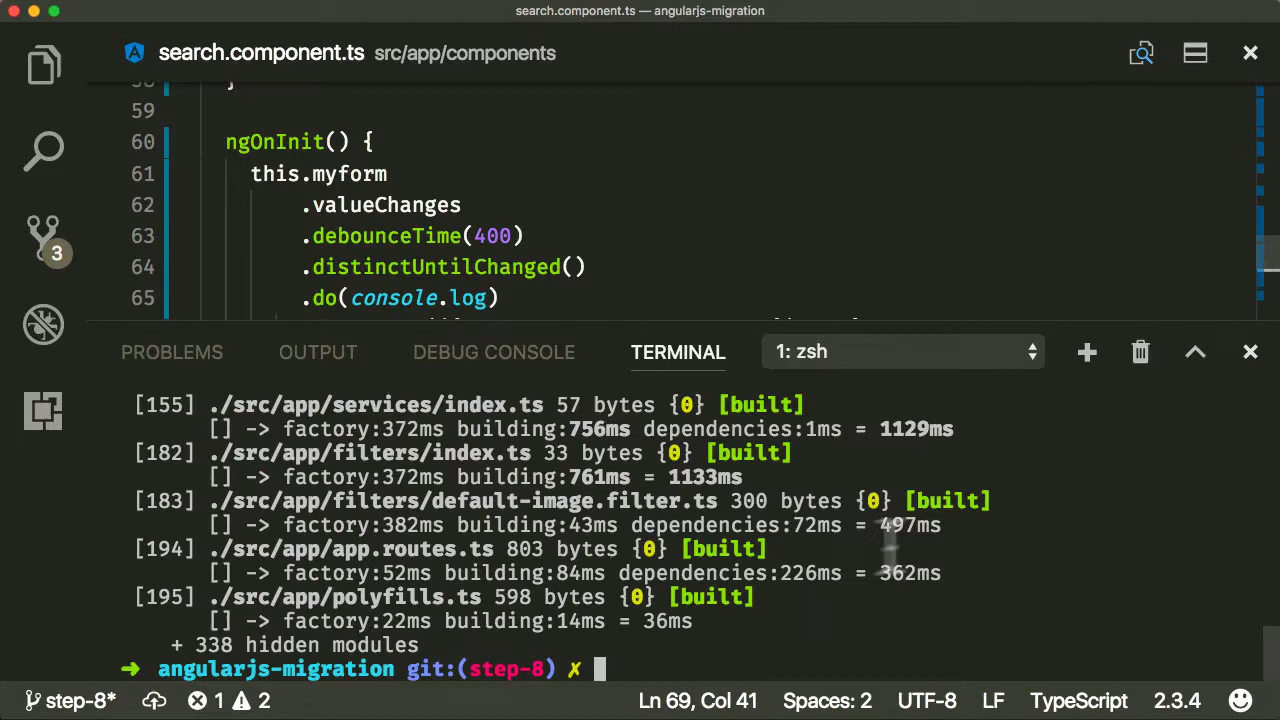 search.component.ts — angularjs-migration
search.component.ts src/app/components
59
60 ngOnInit() {
61 this.myform
62 .valueChanges
63 .debounceTime(400)
64 .distinctUntilChanged()
65 .do(console.log)
3
PROBLEMS OUTPUT DEBUG CONSOLE TERMINAL 1: zsh
[155] ./src/app/services/index.ts 57 bytes {0} [built]
[] -> factory:372ms building:756ms dependencies:1ms = 1129ms
[182] ./src/app/filters/index.ts 33 bytes {0} [built]
[] -> factory:372ms building:761ms = 1133ms
[183] ./src/app/filters/default-image.filter.ts 300 bytes {0} [built]
[] -> factory:382ms building:43ms dependencies:72ms = 497ms
[194] ./src/app/app.routes.ts 803 bytes {0} [built]
[] -> factory:52ms building:84ms dependencies:226ms = 362ms
[195] ./src/app/polyfills.ts 598 bytes {0} [built]
[] -> factory:22ms building:14ms = 36ms
+ 338 hidden modules
➜ angularjs-migration git:(step-8) ✗
step-8* 1 2 Ln 69, Col 41 Spaces: 2 UTF-8 LF TypeScript 2.3.4